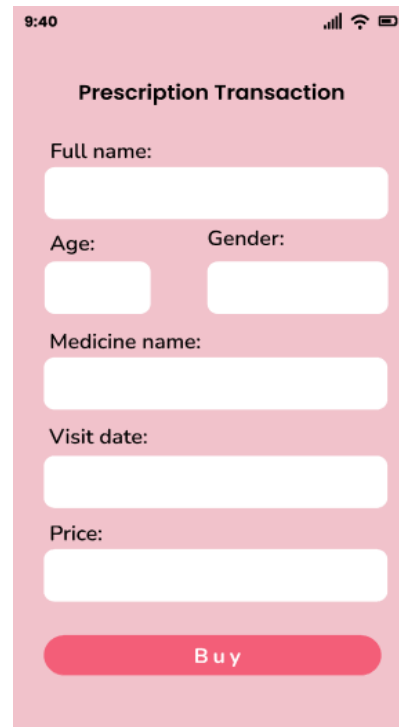 9:40
Prescription Transaction
Full name:
Age: Gender:
Medicine name:
Visit date:
Price:
Buy